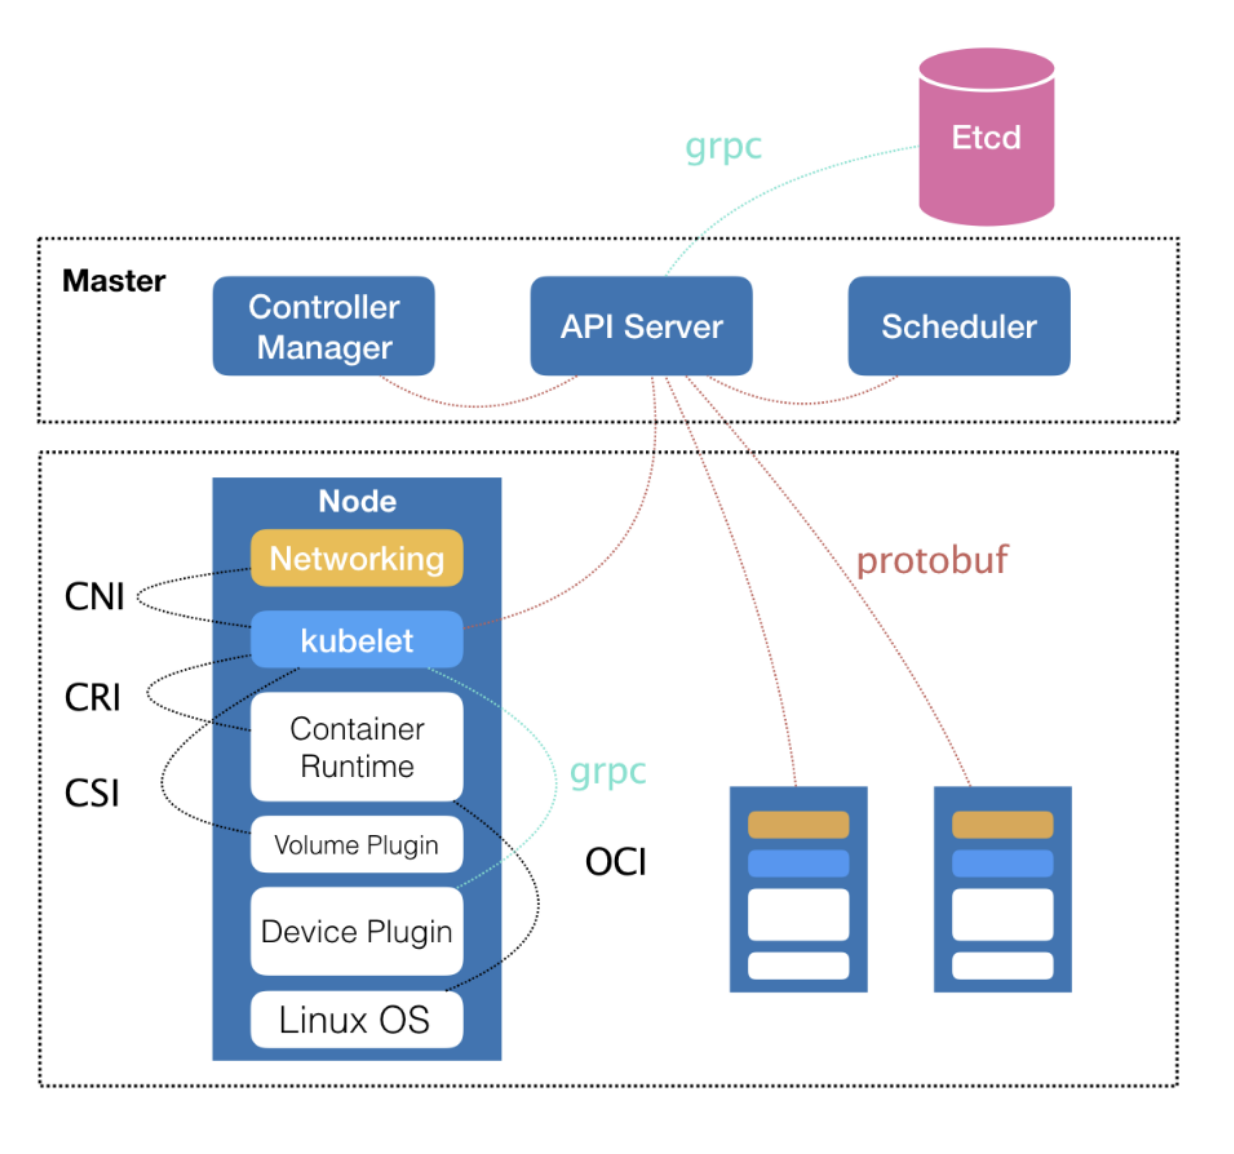 Etcd
grpc
Master
Controller
Manager
API Server
Scheduler
Node
Networking
CNI
kubelet
protobuf
CRI
Container
Runtime
CSI
grpc
Volume Plugin
OCI
Device Plugin
Linux OS